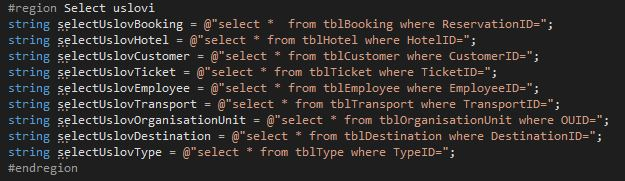 #region Select uslovi
string selectUslovBooking = @"select *  from tblBooking where ReservationID=";
string selectUslovHotel = @"select * from tblHotel where HotelID=";
string selectUslovCustomer = @"select * from tblCustomer where CustomerID=";
string selectUslovTicket = @"select * from tblTicket where TicketID=";
string selectUslovEmployee = @"select * from tblEmployee where EmployeeID=";
string selectUslovTransport = @"select * from tblTransport where TransportID=";
string selectUslovOrganisationUnit = @"select * from tblOrganisationUnit where OUID=";
string selectUslovDestination = @"select * from tblDestination where DestinationID=";
string selectUslovType = @"select * from tblType where TypeID=";
#endregion